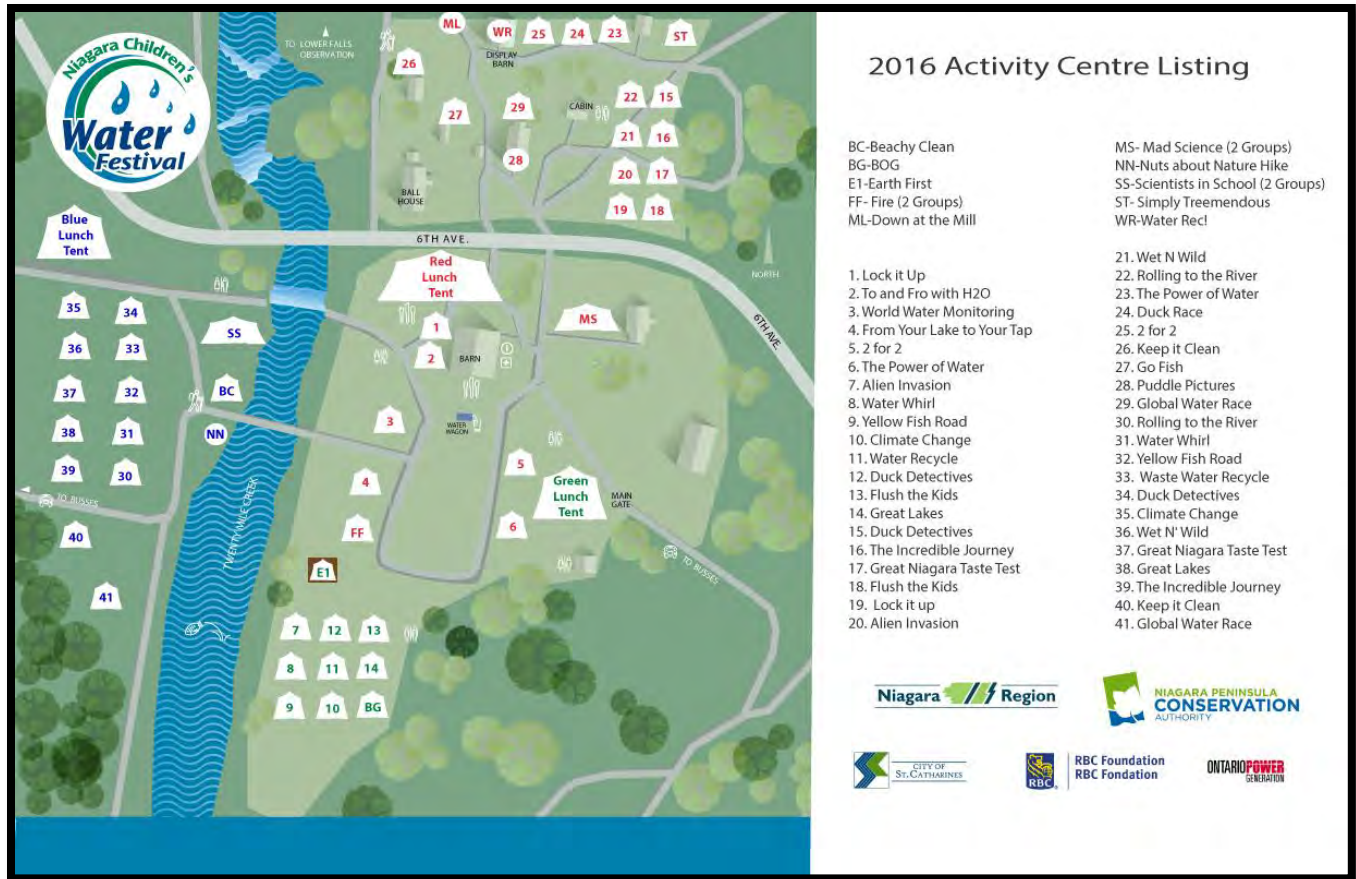 Niagara Children's
Water
Festival
TO LOWER FALLS
OBSERVATION
ML
WR
25
24
23
ST
DISPLAY
BARN
26
27
29
CABIN
22
15
21
16
28
20
17
BALL
HOUSE
19
18
Blue
Lunch
Tent
6TH AVE.
NORTH
Red
Lunch
Tent
6TH AVE.
35
34
SS
1
MS
36
33
2
BARN
37
32
BC
3
WATER
WAGON
38
31
NN
39
30
4
5
Green
Lunch
Tent
MAIN
GATE
TO BUSSES
TWENTY MILE CREEK
FF
6
40
E1
TO BUSSES
41
7
12
13
8
11
14
9
10
BG
2016 Activity Centre Listing
BC-Beachy Clean
BG-BOG
E1-Earth First
FF- Fire (2 Groups)
ML-Down at the Mill
MS- Mad Science (2 Groups)
NN-Nuts about Nature Hike
SS-Scientists in School (2 Groups)
ST- Simply Treemendous
WR-Water Rec!
1. Lock it Up
2. To and Fro with H2O
3. World Water Monitoring
4. From Your Lake to Your Tap
5. 2 for 2
6. The Power of Water
7. Alien Invasion
8. Water Whirl
9. Yellow Fish Road
10. Climate Change
11. Water Recycle
12. Duck Detectives
13. Flush the Kids
14. Great Lakes
15. Duck Detectives
16. The Incredible Journey
17. Great Niagara Taste Test
18. Flush the Kids
19. Lock it up
20. Alien Invasion
21. Wet N Wild
22. Rolling to the River
23. The Power of Water
24. Duck Race
25. 2 for 2
26. Keep it Clean
27. Go Fish
28. Puddle Pictures
29. Global Water Race
30. Rolling to the River
31. Water Whirl
32. Yellow Fish Road
33. Waste Water Recycle
34. Duck Detectives
35. Climate Change
36. Wet N' Wild
37. Great Niagara Taste Test
38. Great Lakes
39. The Incredible Journey
40. Keep it Clean
41. Global Water Race
Niagara Region
NIAGARA PENINSULA
CONSERVATION
AUTHORITY
CITY OF
ST. CATHARINES
RBC
RBC Foundation
RBC Fondation
ONTARIOPOWER
GENERATION